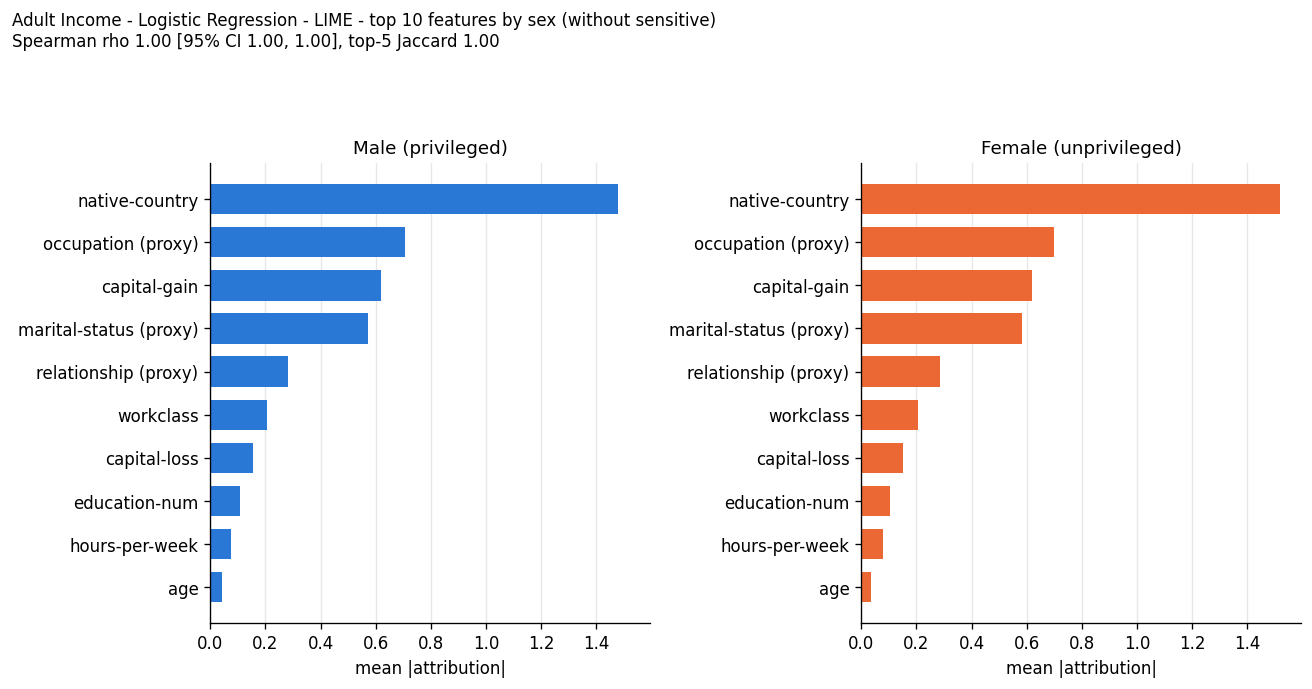 Adult Income - Logistic Regression - LIME - top 10 features by sex (without sensitive)
Spearman rho 1.00 [95% CI 1.00, 1.00], top-5 Jaccard 1.00
Male (privileged)
native-country
occupation (proxy)
capital-gain
marital-status (proxy)
relationship (proxy)
workclass
capital-loss
education-num
hours-per-week
age
0.0 0.2 0.4 0.6 0.8 1.0 1.2 1.4
mean |attribution|
Female (unprivileged)
native-country
occupation (proxy)
capital-gain
marital-status (proxy)
relationship (proxy)
workclass
capital-loss
education-num
hours-per-week
age
0.0 0.2 0.4 0.6 0.8 1.0 1.2 1.4
mean |attribution|